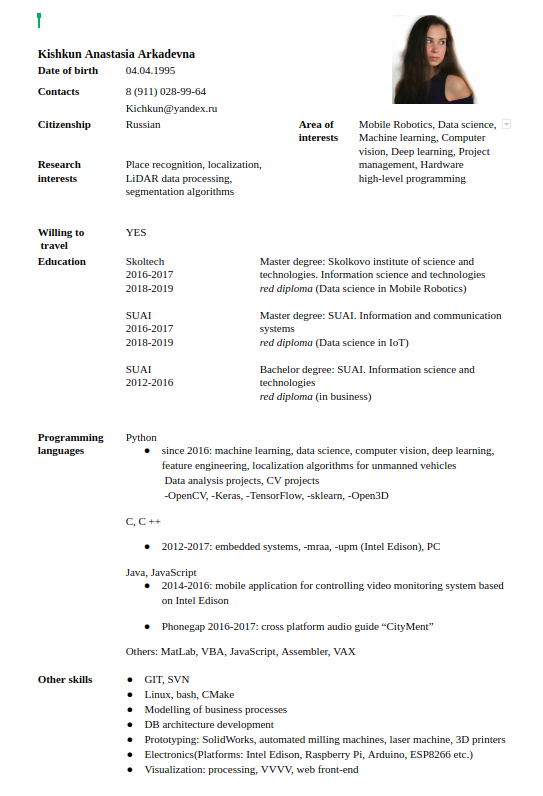 Kishkun Anastasia Arkadevna
Date of birth 04.04.1995
Contacts 8 (911) 028-99-64
Kichkun@yandex.ru
Citizenship Russian
Area of interests Mobile Robotics, Data science,
Machine learning, Computer
vision, Deep learning, Project
management, Hardware
high-level programming
Research interests Place recognition, localization,
LiDAR data processing,
segmentation algorithms
Willing to travel YES
Education Skoltech
2016-2017
2018-2019
Master degree: Skolkovo institute of science and
technologies. Information science and technologies
red diploma (Data science in Mobile Robotics)
SUAI
2016-2017
2018-2019
Master degree: SUAI. Information and communication
systems
red diploma (Data science in IoT)
SUAI
2012-2016
Bachelor degree: SUAI. Information science and
technologies
red diploma (in business)
Programming languages Python
● since 2016: machine learning, data science, computer vision, deep learning,
feature engineering, localization algorithms for unmanned vehicles
Data analysis projects, CV projects
-OpenCV, -Keras, -TensorFlow, -sklearn, -Open3D
C, C ++
● 2012-2017: embedded systems, -mraa, -upm (Intel Edison), PC
Java, JavaScript
● 2014-2016: mobile application for controlling video monitoring system based
on Intel Edison
● Phonegap 2016-2017: cross platform audio guide “CityMent”
Others: MatLab, VBA, JavaScript, Assembler, VAX
Other skills
● GIT, SVN
● Linux, bash, CMake
● Modelling of business processes
● DB architecture development
● Prototyping: SolidWorks, automated milling machines, laser machine, 3D printers
● Electronics(Platforms: Intel Edison, Raspberry Pi, Arduino, ESP8266 etc.)
● Visualization: processing, VVVV, web front-end